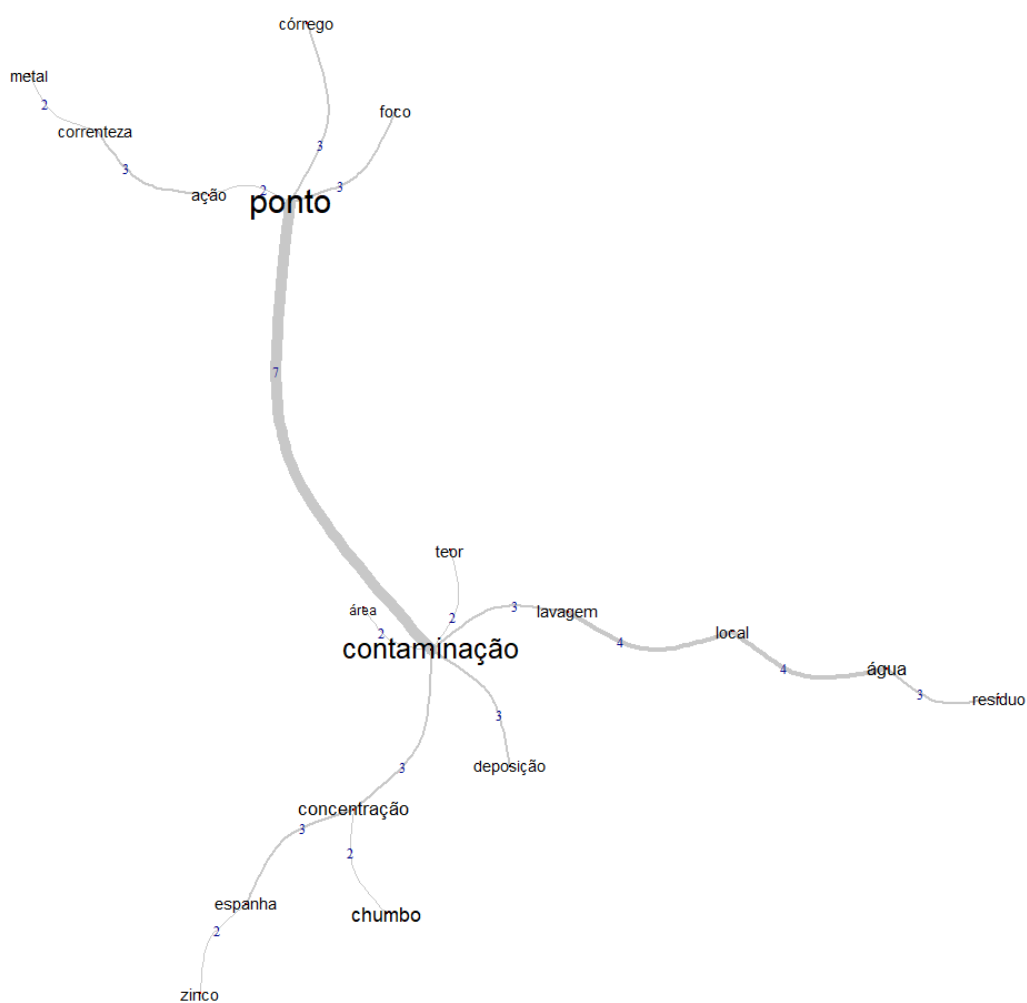 córrego
metal
2
foco
correnteza
3
3
ação
2
3
ponto
7
teor
área
2
3
lavagem
2
contaminação
4
local
4
água
3
resíduo
3
deposição
3
concentração
3
2
espanha
chumbo
2
zinco